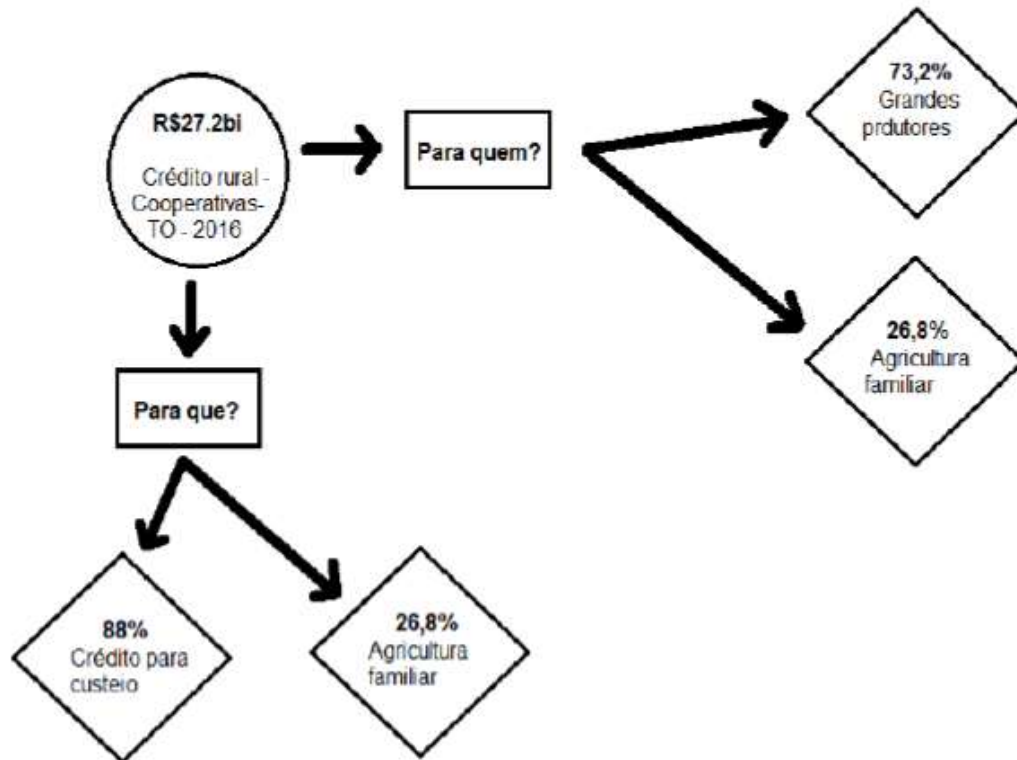 R$27.2bi
Crédito rural -
Cooperativas-
TO - 2016
Para quem?
73,2%
Grandes
prdutores
26,8%
Agricultura
familiar
Para que?
88%
Crédito para
custeio
26,8%
Agricultura
familiar